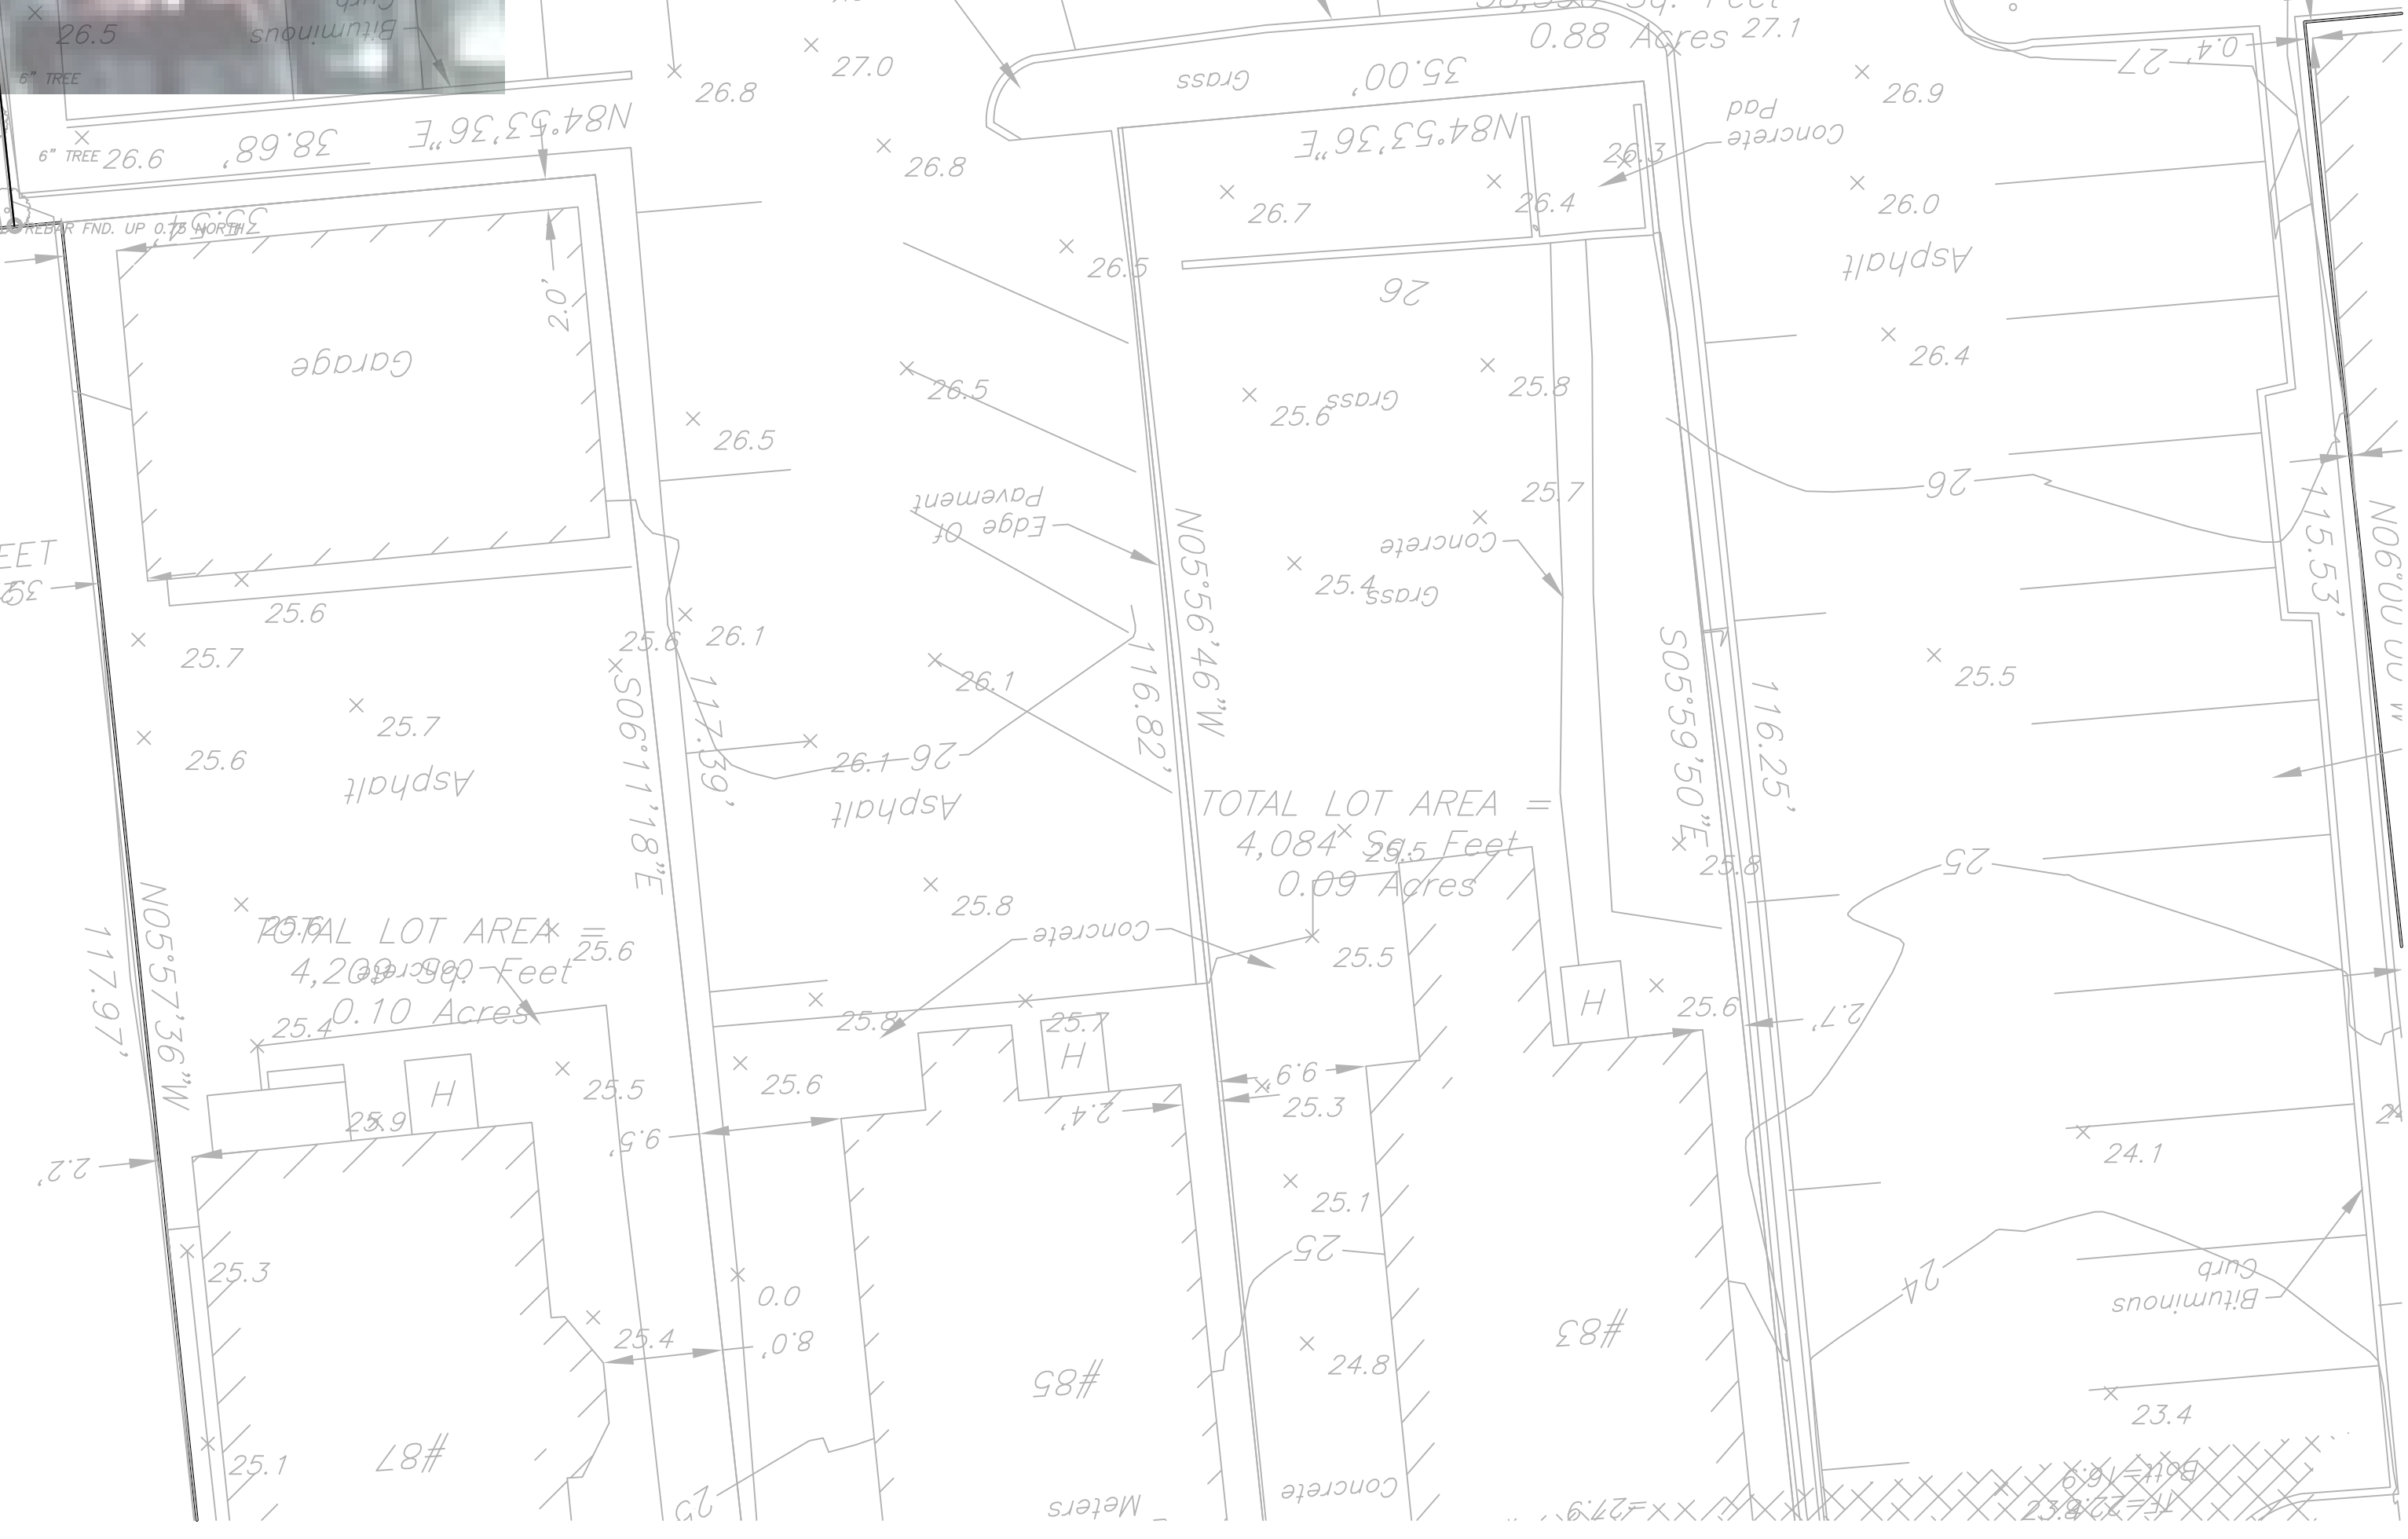 Curb
Bituminous
26.5
6" TREE
6" TREE
26.6
38.68'
N84°53'36"E
26.8
27.0
26.8
0.88 Acres
27.1
Grass
35.00'
N84°53'36"E
Concrete
Pad
26.3
26.9
26.0
27
0.4'
REBAR FND. UP 0.75 NORTH
2.0'
Garage
26.7
26.4
26.5
26
Asphalt
26.4
26.5
26.5
25.6
Grass
25.8
Edge Of
Pavement
N05°56'46"W
116.82'
25.7
Concrete
25.4
Grass
26
115.53'
25.6
25.7
25.6
26.1
26.1
25.7
25.6
Asphalt
S06°11'18"E
117.39'
26.1
26
Asphalt
S05°59'50"E
116.25'
25.5
TOTAL LOT AREA =
4,084 Sq. Feet
0.09 Acres
25.5
25.8
25
N05°57'36"W
117.97'
25.6
TOTAL LOT AREA =
Sq. Feet
0.10 Acres
25.6
Concrete
25.4
25.8
Concrete
25.5
25.8
25.7
H
H
25.6
2.7'
25.9
H
25.5
25.6
9.5'
2.4'
9.9'
25.3
2.2'
25.3
25.1
25
24.1
24
Bituminous
Curb
0.0
8.0'
25.4
24.8
#83
#85
#87
25.1
25
Meters
Concrete
23.4